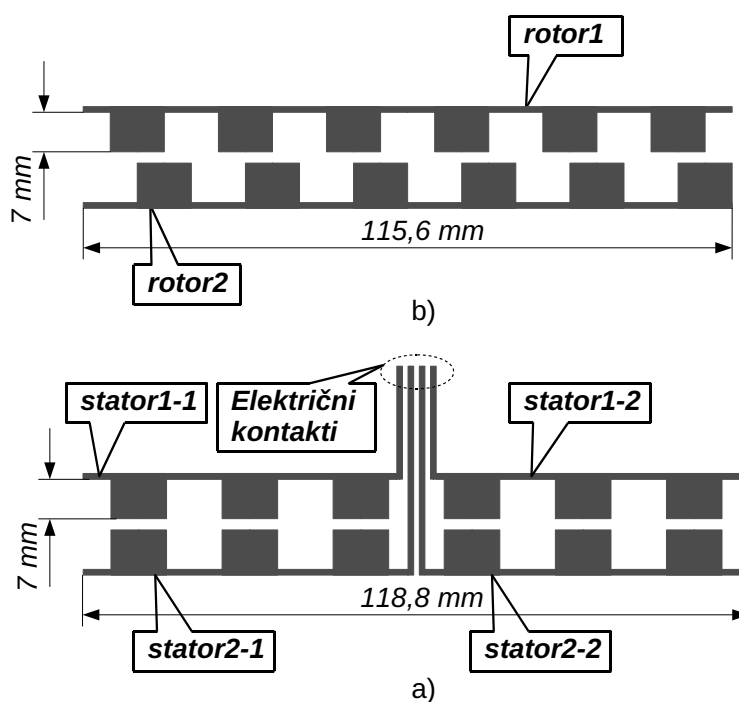 rotor1
7 mm
115,6 mm
rotor2
b)
stator1-1
Električni
kontakti
stator1-2
7 mm
118,8 mm
stator2-1
stator2-2
a)